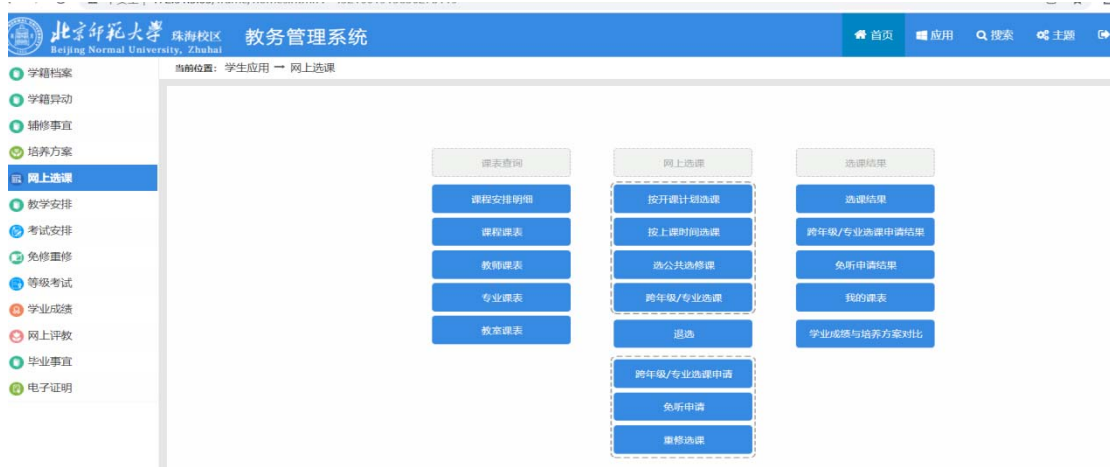 北京师范大学 珠海校区 教务管理系统
Beijing Normal University, Zhuhai
首页 应用 搜索 主题
当前位置: 学生应用 → 网上选课
学籍档案
学籍异动
辅修事宜
培养方案
网上选课
教学安排
考试安排
免修重修
等级考试
学业成绩
网上评教
毕业事宜
电子证明
课表查询
课程安排明细
课程课表
教师课表
专业课表
教室课表
网上选课
按开课计划选课
按上课时间选课
选公共选修课
跨年级/专业选课
退选
跨年级/专业选课申请
免听申请
重修选课
选课结果
选课结果
跨年级/专业选课申请结果
免听申请结果
我的课表
学业成绩与培养方案对比